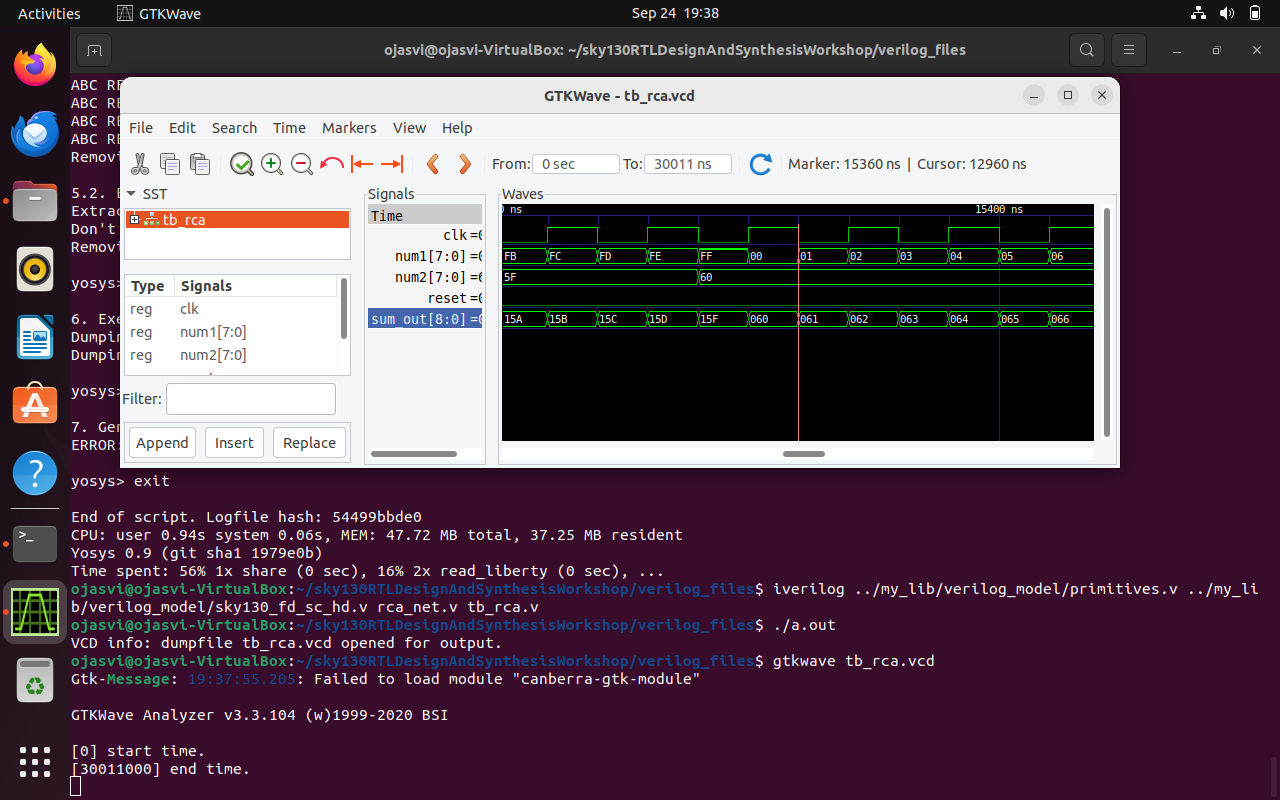 Activities
GTKWave
Sep 24 19:38
ojasvi@ojasvi-VirtualBox: ~/sky130RTLDesignAndSynthesisWorkshop/verilog_files
ABC RE
ABC RE
ABC RE
ABC RE
Removi
5.2. E
Extrac
Don't
Removi
yosys>
6. Exe
Dumpin
Dumpin
yosys>
7. Gen
ERROR:
GTKWave - tb_rca.vcd
File Edit Search Time Markers View Help
From: 0 sec To: 30011 ns Marker: 15360 ns | Cursor: 12960 ns
SST
tb_rca
Type Signals
reg clk
reg num1[7:0]
reg num2[7:0]
Filter:
Append Insert Replace
Signals
Time
clk =0
num1[7:0] =0
num2[7:0] =6
reset =0
sum_out[8:0] =0
Waves
ns 15400 ns
FB FC FD FE FF 00 01 02 03 04 05 06
5F 60
15A 15B 15C 15D 15F 060 061 062 063 064 065 066
yosys> exit
End of script. Logfile hash: 54499bbde0
CPU: user 0.94s system 0.06s, MEM: 47.72 MB total, 37.25 MB resident
Yosys 0.9 (git sha1 1979e0b)
Time spent: 56% 1x share (0 sec), 16% 2x read_liberty (0 sec), ...
ojasvi@ojasvi-VirtualBox:~/sky130RTLDesignAndSynthesisWorkshop/verilog_files$ iverilog ../my_lib/verilog_model/primitives.v ../my_li
b/verilog_model/sky130_fd_sc_hd.v rca_net.v tb_rca.v
ojasvi@ojasvi-VirtualBox:~/sky130RTLDesignAndSynthesisWorkshop/verilog_files$ ./a.out
VCD info: dumpfile tb_rca.vcd opened for output.
ojasvi@ojasvi-VirtualBox:~/sky130RTLDesignAndSynthesisWorkshop/verilog_files$ gtkwave tb_rca.vcd
Gtk-Message: 19:37:55.205: Failed to load module "canberra-gtk-module"
GTKWave Analyzer v3.3.104 (w)1999-2020 BSI
[0] start time.
[30011000] end time.